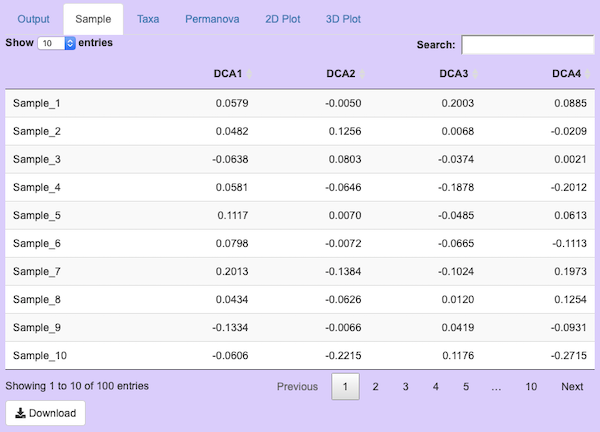 Output Sample Taxa Permanova 2D Plot 3D Plot
Show 10 entries Search:
DCA1 DCA2 DCA3 DCA4
Sample_1 0.0579 -0.0050 0.2003 0.0885
Sample_2 0.0482 0.1256 0.0068 -0.0209
Sample_3 -0.0638 0.0803 -0.0374 0.0021
Sample_4 0.0581 -0.0646 -0.1878 -0.2012
Sample_5 0.1117 0.0070 -0.0485 0.0613
Sample_6 0.0798 -0.0072 -0.0665 -0.1113
Sample_7 0.2013 -0.1384 -0.1024 0.1973
Sample_8 0.0434 -0.0626 0.0120 0.1254
Sample_9 -0.1334 -0.0066 0.0419 -0.0931
Sample_10 -0.0606 -0.2215 0.1176 -0.2715
Showing 1 to 10 of 100 entries Previous 1 2 3 4 5 … 10 Next
Download